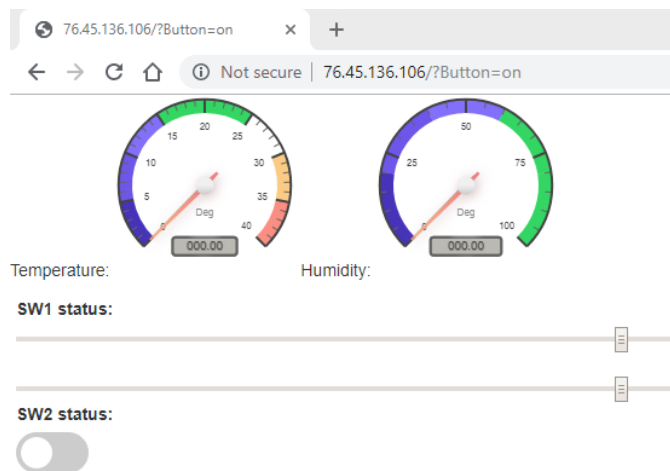 76.45.136.106/?Button=on
Not secure | 76.45.136.106/?Button=on
0 5 10 15 20 25 30 35 40
Deg
000.00
0 25 50 75 100
Deg
000.00
Temperature: Humidity:
SW1 status:
SW2 status: